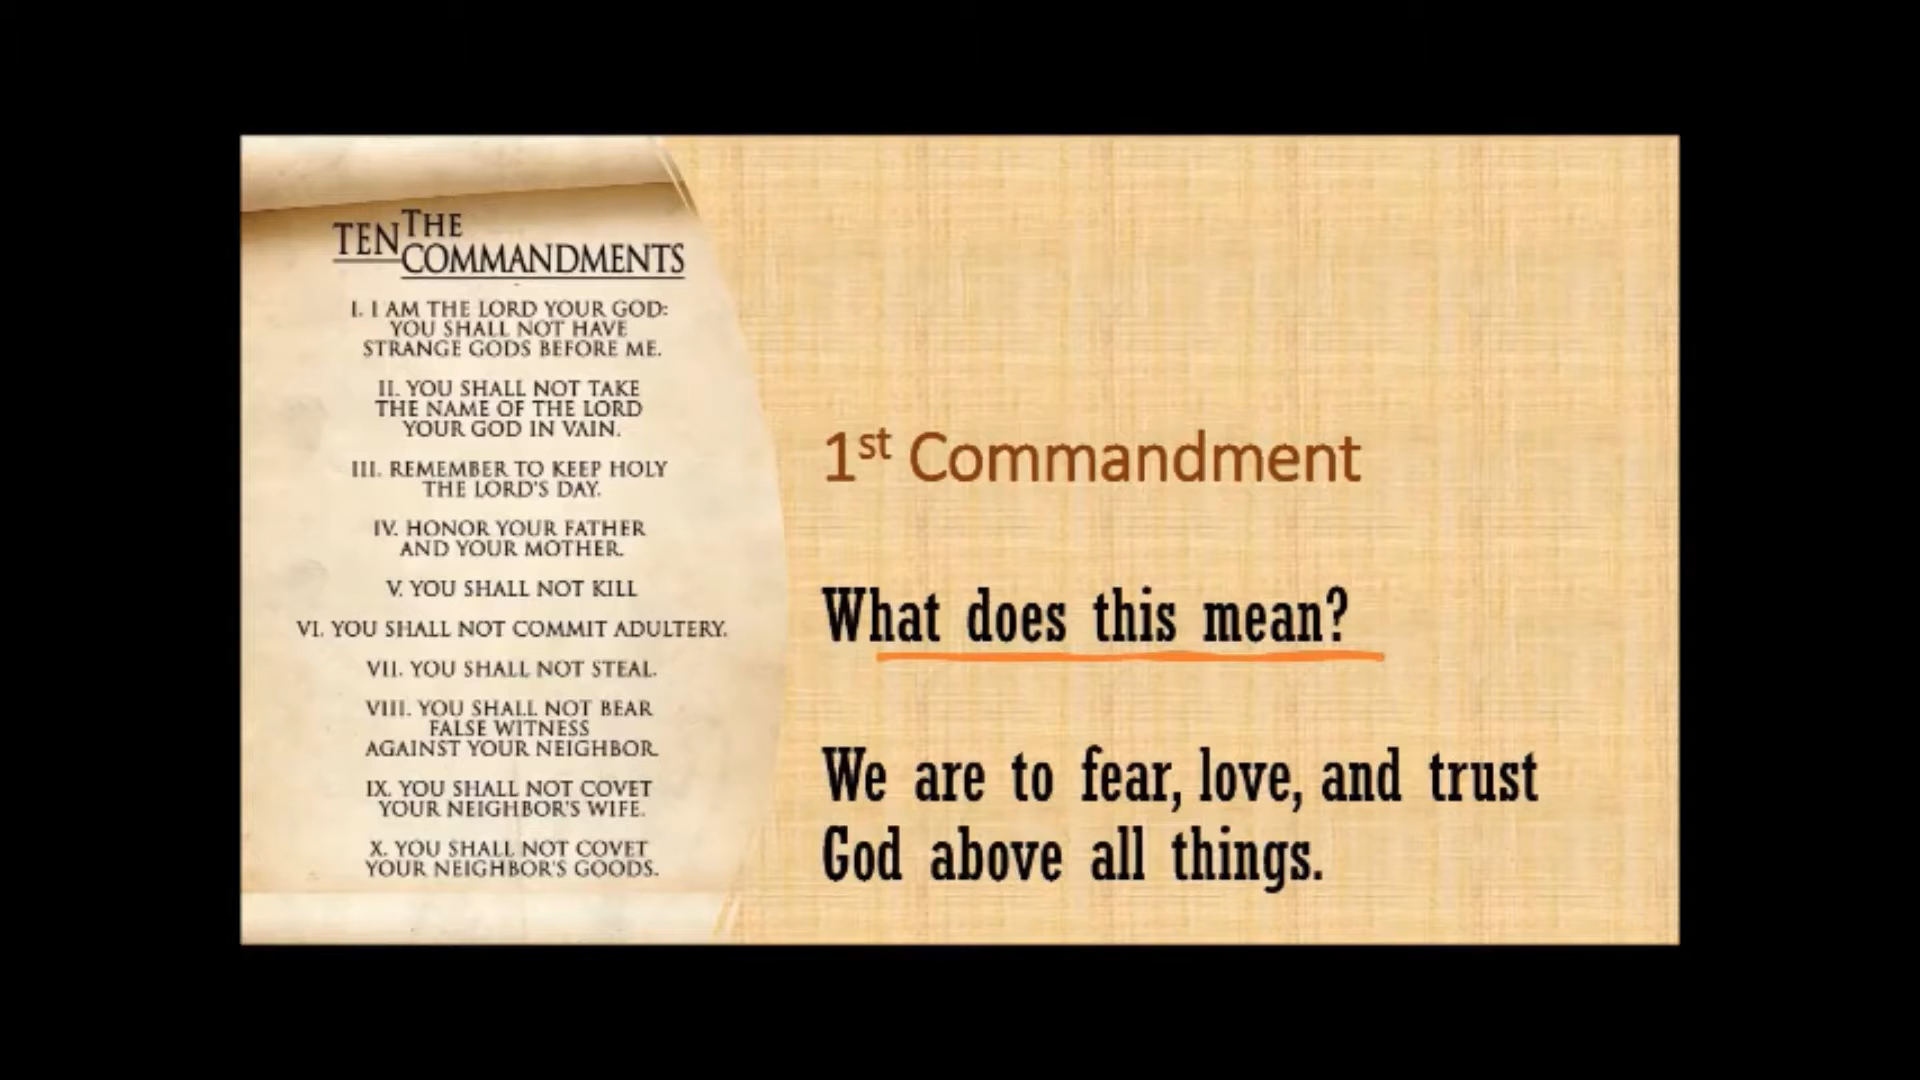 THE
TEN COMMANDMENTS
I. I AM THE LORD YOUR GOD:
YOU SHALL NOT HAVE
STRANGE GODS BEFORE ME.
II. YOU SHALL NOT TAKE
THE NAME OF THE LORD
YOUR GOD IN VAIN.
III. REMEMBER TO KEEP HOLY
THE LORD'S DAY.
IV. HONOR YOUR FATHER
AND YOUR MOTHER.
V. YOU SHALL NOT KILL
VI. YOU SHALL NOT COMMIT ADULTERY.
VII. YOU SHALL NOT STEAL.
VIII. YOU SHALL NOT BEAR
FALSE WITNESS
AGAINST YOUR NEIGHBOR.
IX. YOU SHALL NOT COVET
YOUR NEIGHBOR'S WIFE.
X. YOU SHALL NOT COVET
YOUR NEIGHBOR'S GOODS.
1st Commandment
What does this mean?
We are to fear, love, and trust
God above all things.